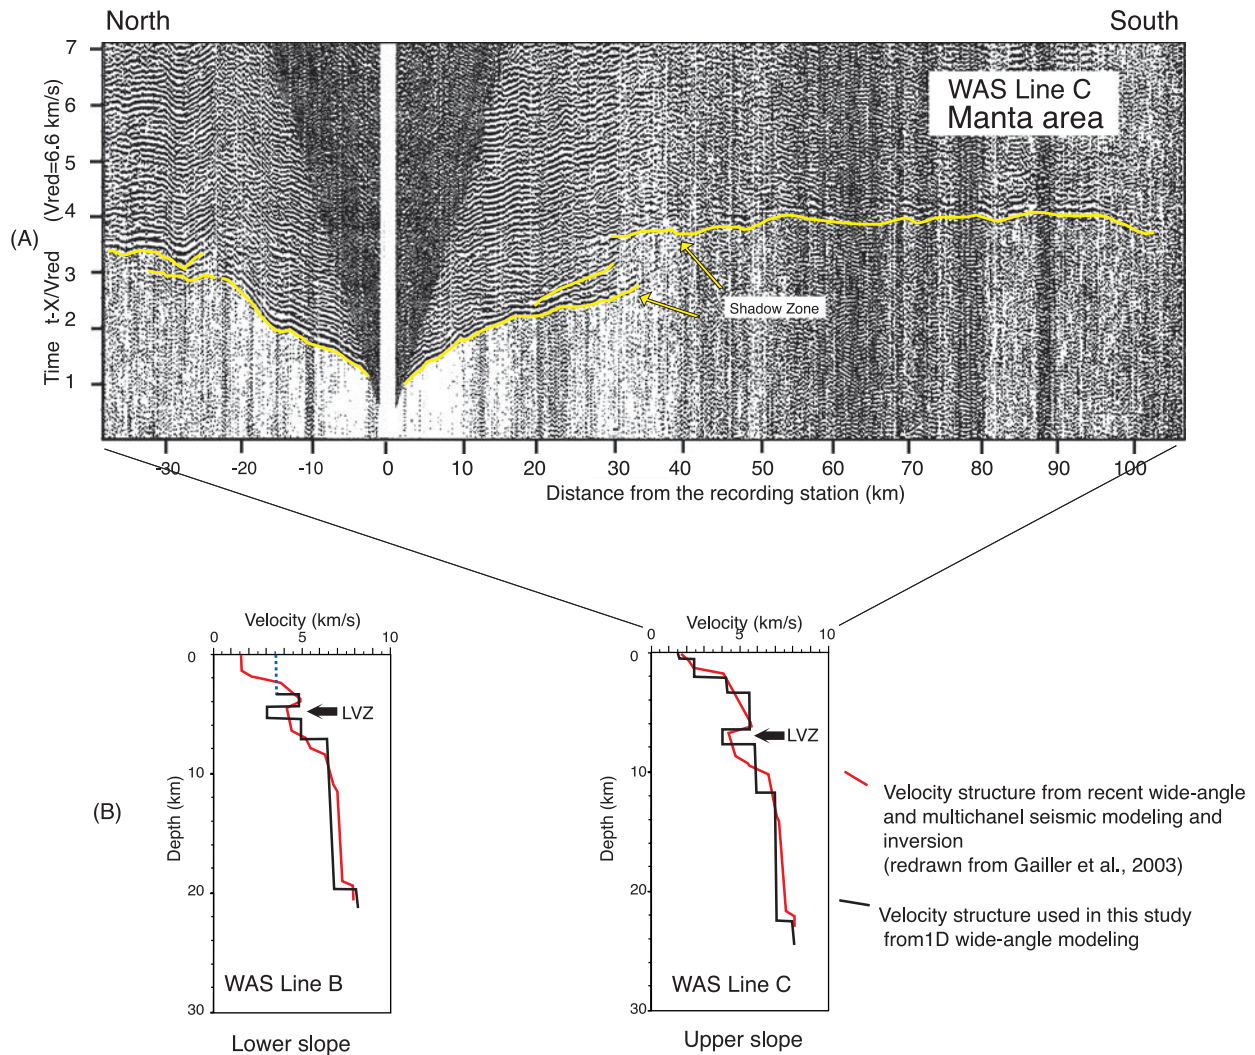 North
South
7
6
5
4
3
2
1
Time t-X/Vred (Vred=6.6 km/s)
(A)
WAS Line C
Manta area
Shadow Zone
-30 -20 -10 0 10 20 30 40 50 60 70 80 90 100
Distance from the recording station (km)
(B)
Velocity (km/s)
0 5 10
0
10
20
30
Depth (km)
LVZ
WAS Line B
Lower slope
Velocity (km/s)
0 5 10
0
10
20
30
Depth (km)
LVZ
WAS Line C
Upper slope
Velocity structure from recent wide-angle
and multichanel seismic modeling and
inversion
(redrawn from Gailler et al., 2003)
Velocity structure used in this study
from1D wide-angle modeling